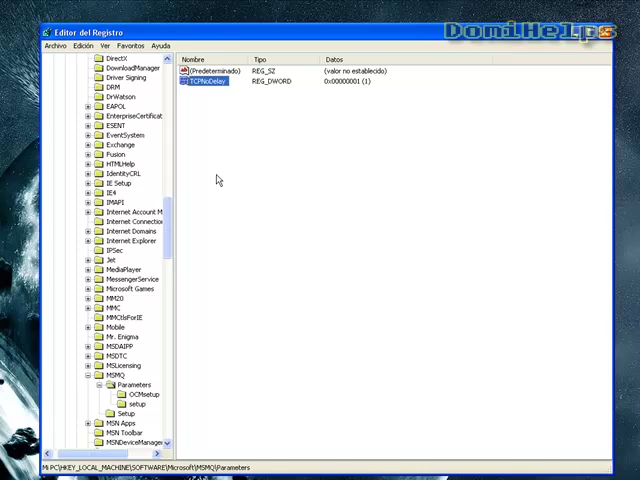 Editor del Registro
DomiHelps
Archivo Edición Ver Favoritos Ayuda
Nombre Tipo Datos
(Predeterminado) REG_SZ (valor no establecido)
TCPNoDelay REG_DWORD 0x00000001 (1)
DirectX
DownloadManager
Driver Signing
DRM
DrWatson
EAPOL
EnterpriseCertificat
ESENT
EventSystem
Exchange
Fusion
HTMLHelp
IdentityCRL
IE Setup
IE4
IMAPI
Internet Account M
Internet Connection
Internet Domains
Internet Explorer
IPSec
Jet
MediaPlayer
MessengerService
Microsoft Games
MM20
MMC
MMCtlsForIE
Mobile
Mr. Enigma
MSDAIPP
MSDTC
MSLicensing
MSMQ
Parameters
OCMsetup
setup
Setup
MSN Apps
MSN Toolbar
MSNDeviceManager
Mi PC\HKEY_LOCAL_MACHINE\SOFTWARE\Microsoft\MSMQ\Parameters